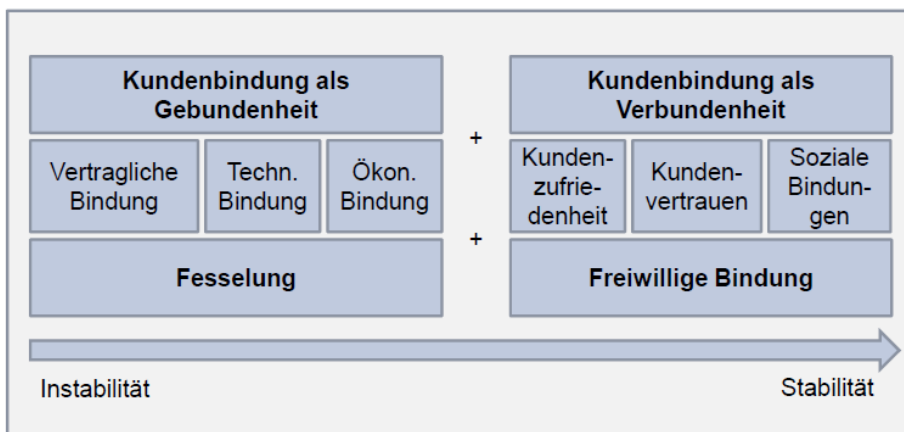 Kundenbindung als
Gebundenheit
+
Kundenbindung als
Verbundenheit
Vertragliche
Bindung
Techn.
Bindung
Ökon.
Bindung
Kunden-
zufrie-
denheit
Kunden-
vertrauen
Soziale
Bindun-
gen
+
Fesselung
Freiwillige Bindung
Instabilität
Stabilität